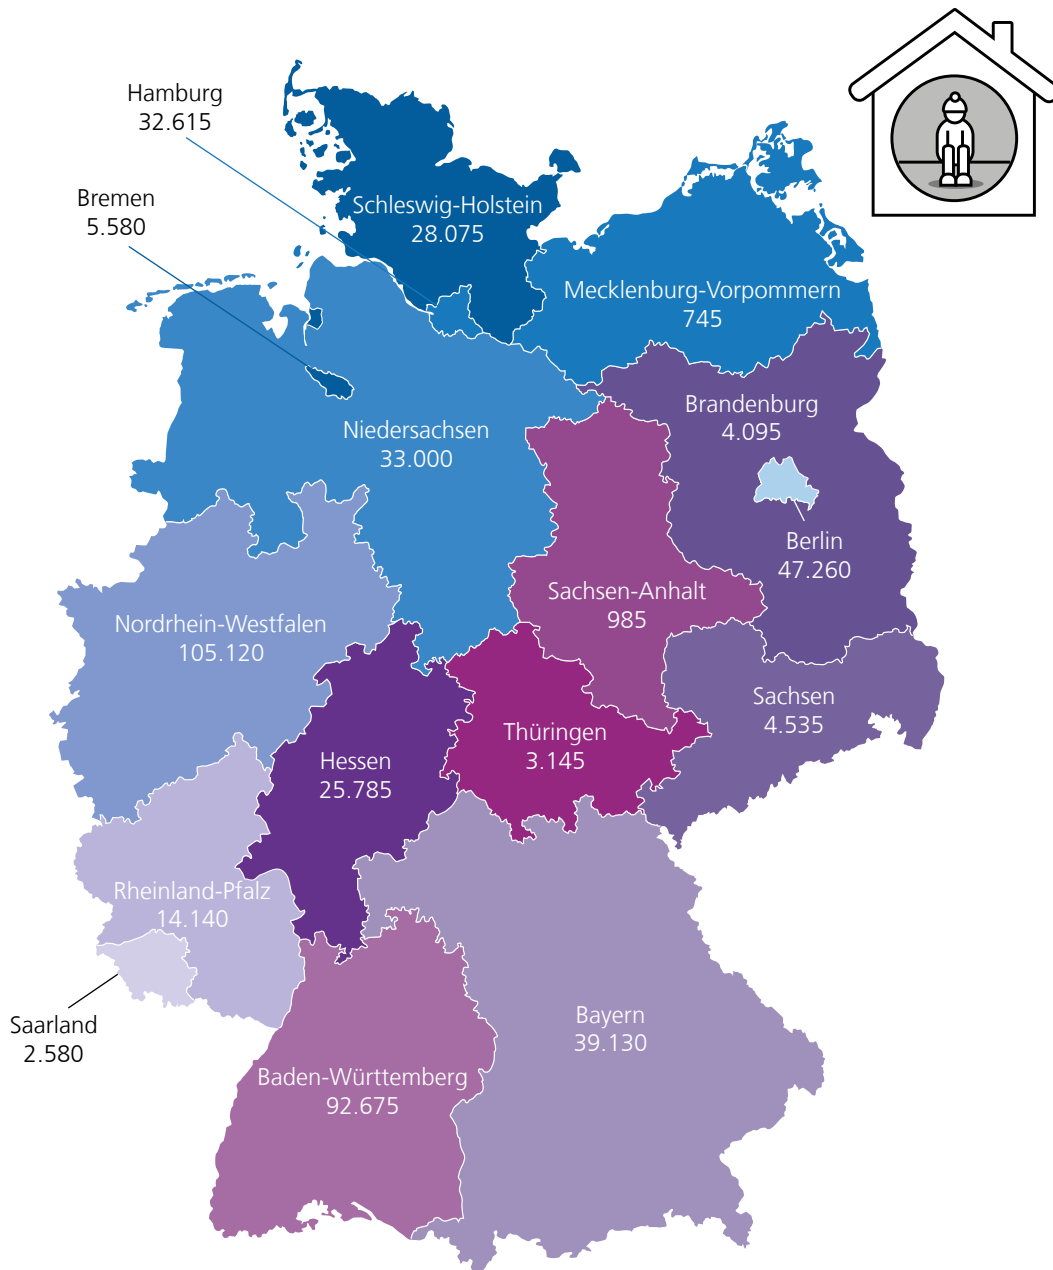 Hamburg
32.615
Bremen
5.580
Schleswig-Holstein
28.075
Mecklenburg-Vorpommern
745
Brandenburg
4.095
Niedersachsen
33.000
Berlin
47.260
Sachsen-Anhalt
985
Nordrhein-Westfalen
105.120
Sachsen
4.535
Thüringen
3.145
Hessen
25.785
Rheinland-Pfalz
14.140
Saarland
2.580
Bayern
39.130
Baden-Württemberg
92.675